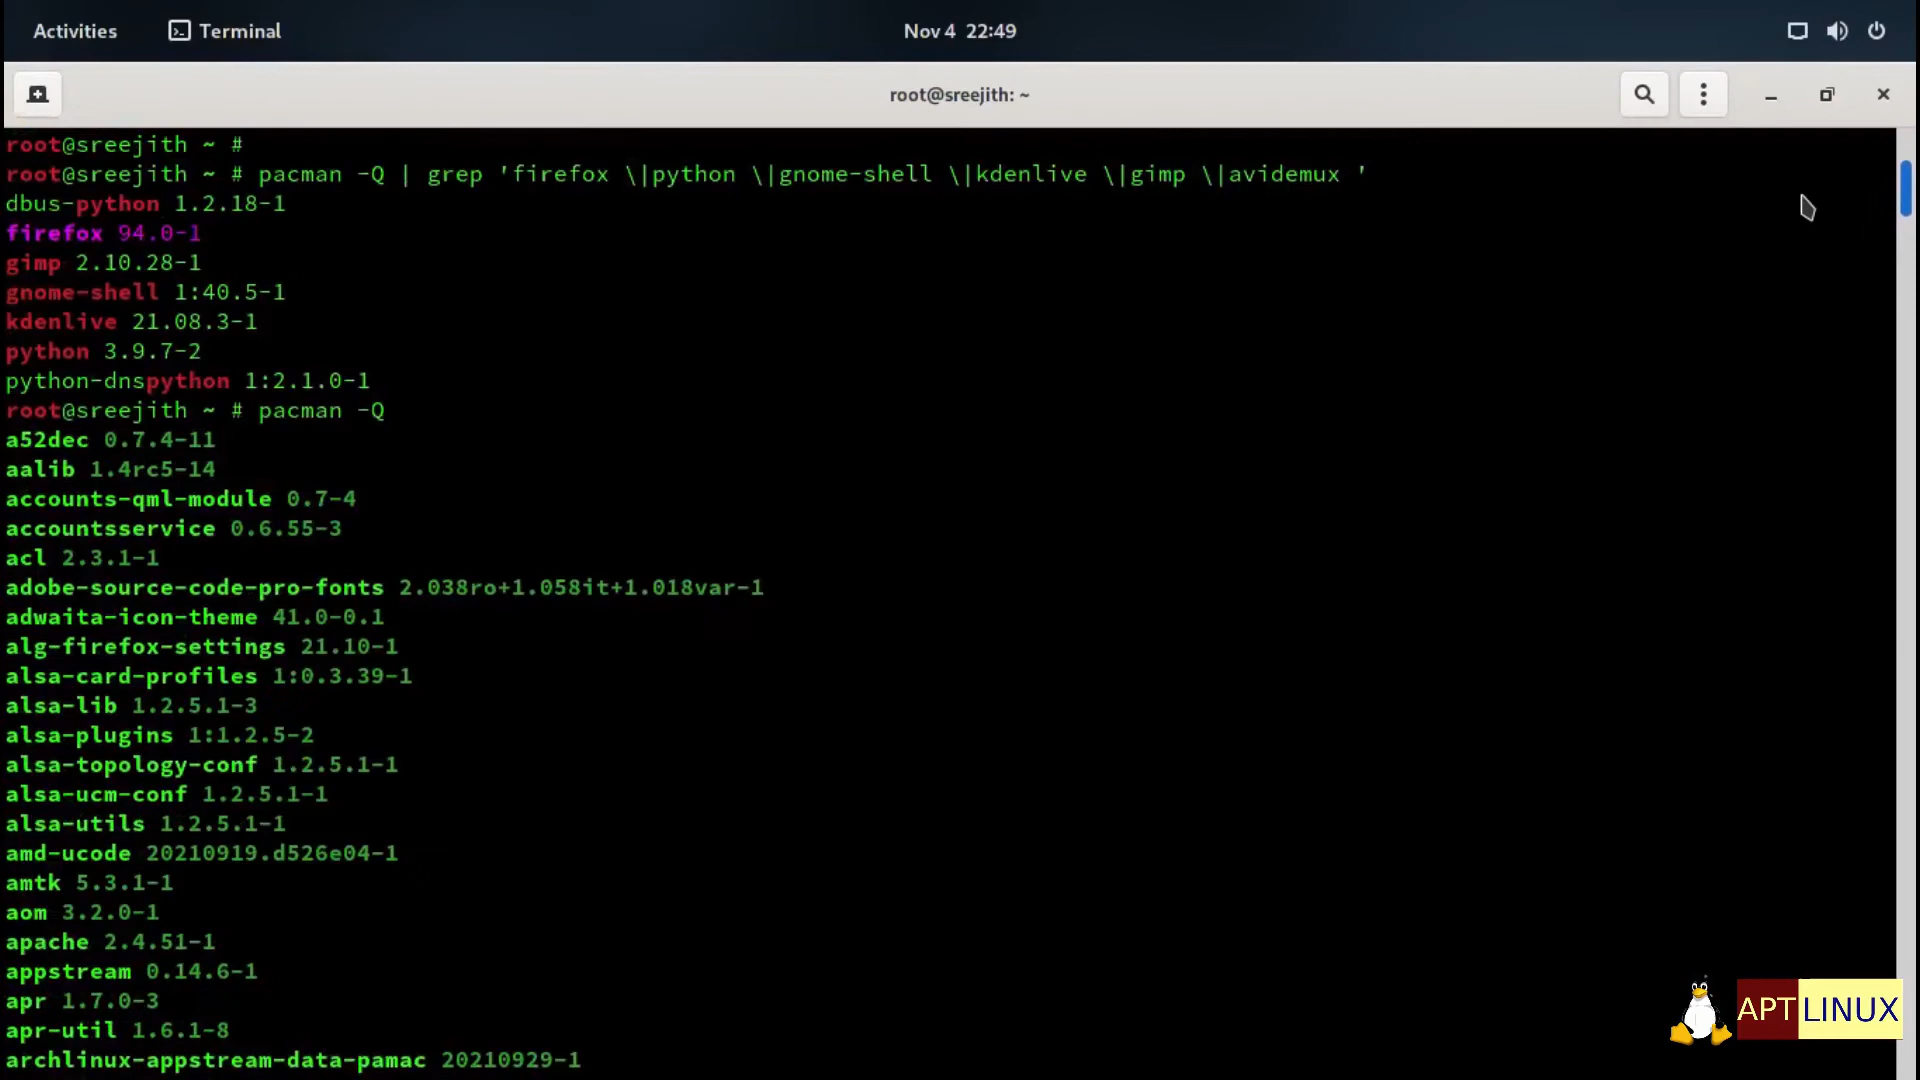 Activities Terminal Nov 4 22:49
root@sreejith: ~
root@sreejith ~ #
root@sreejith ~ # pacman -Q | grep 'firefox \|python \|gnome-shell \|kdenlive \|gimp \|avidemux '
dbus-python 1.2.18-1
firefox 94.0-1
gimp 2.10.28-1
gnome-shell 1:40.5-1
kdenlive 21.08.3-1
python 3.9.7-2
python-dnspython 1:2.1.0-1
root@sreejith ~ # pacman -Q
a52dec 0.7.4-11
aalib 1.4rc5-14
accounts-qml-module 0.7-4
accountsservice 0.6.55-3
acl 2.3.1-1
adobe-source-code-pro-fonts 2.038ro+1.058it+1.018var-1
adwaita-icon-theme 41.0-0.1
alg-firefox-settings 21.10-1
alsa-card-profiles 1:0.3.39-1
alsa-lib 1.2.5.1-3
alsa-plugins 1:1.2.5-2
alsa-topology-conf 1.2.5.1-1
alsa-ucm-conf 1.2.5.1-1
alsa-utils 1.2.5.1-1
amd-ucode 20210919.d526e04-1
amtk 5.3.1-1
aom 3.2.0-1
apache 2.4.51-1
appstream 0.14.6-1
apr 1.7.0-3
apr-util 1.6.1-8
archlinux-appstream-data-pamac 20210929-1
APT LINUX